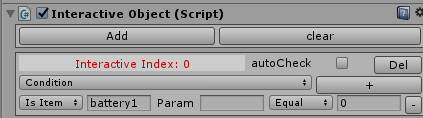 Interactive Object (Script)
Add clear
Interactive Index: 0 autoCheck Del
Condition +
Is Item battery1 Param Equal 0 -